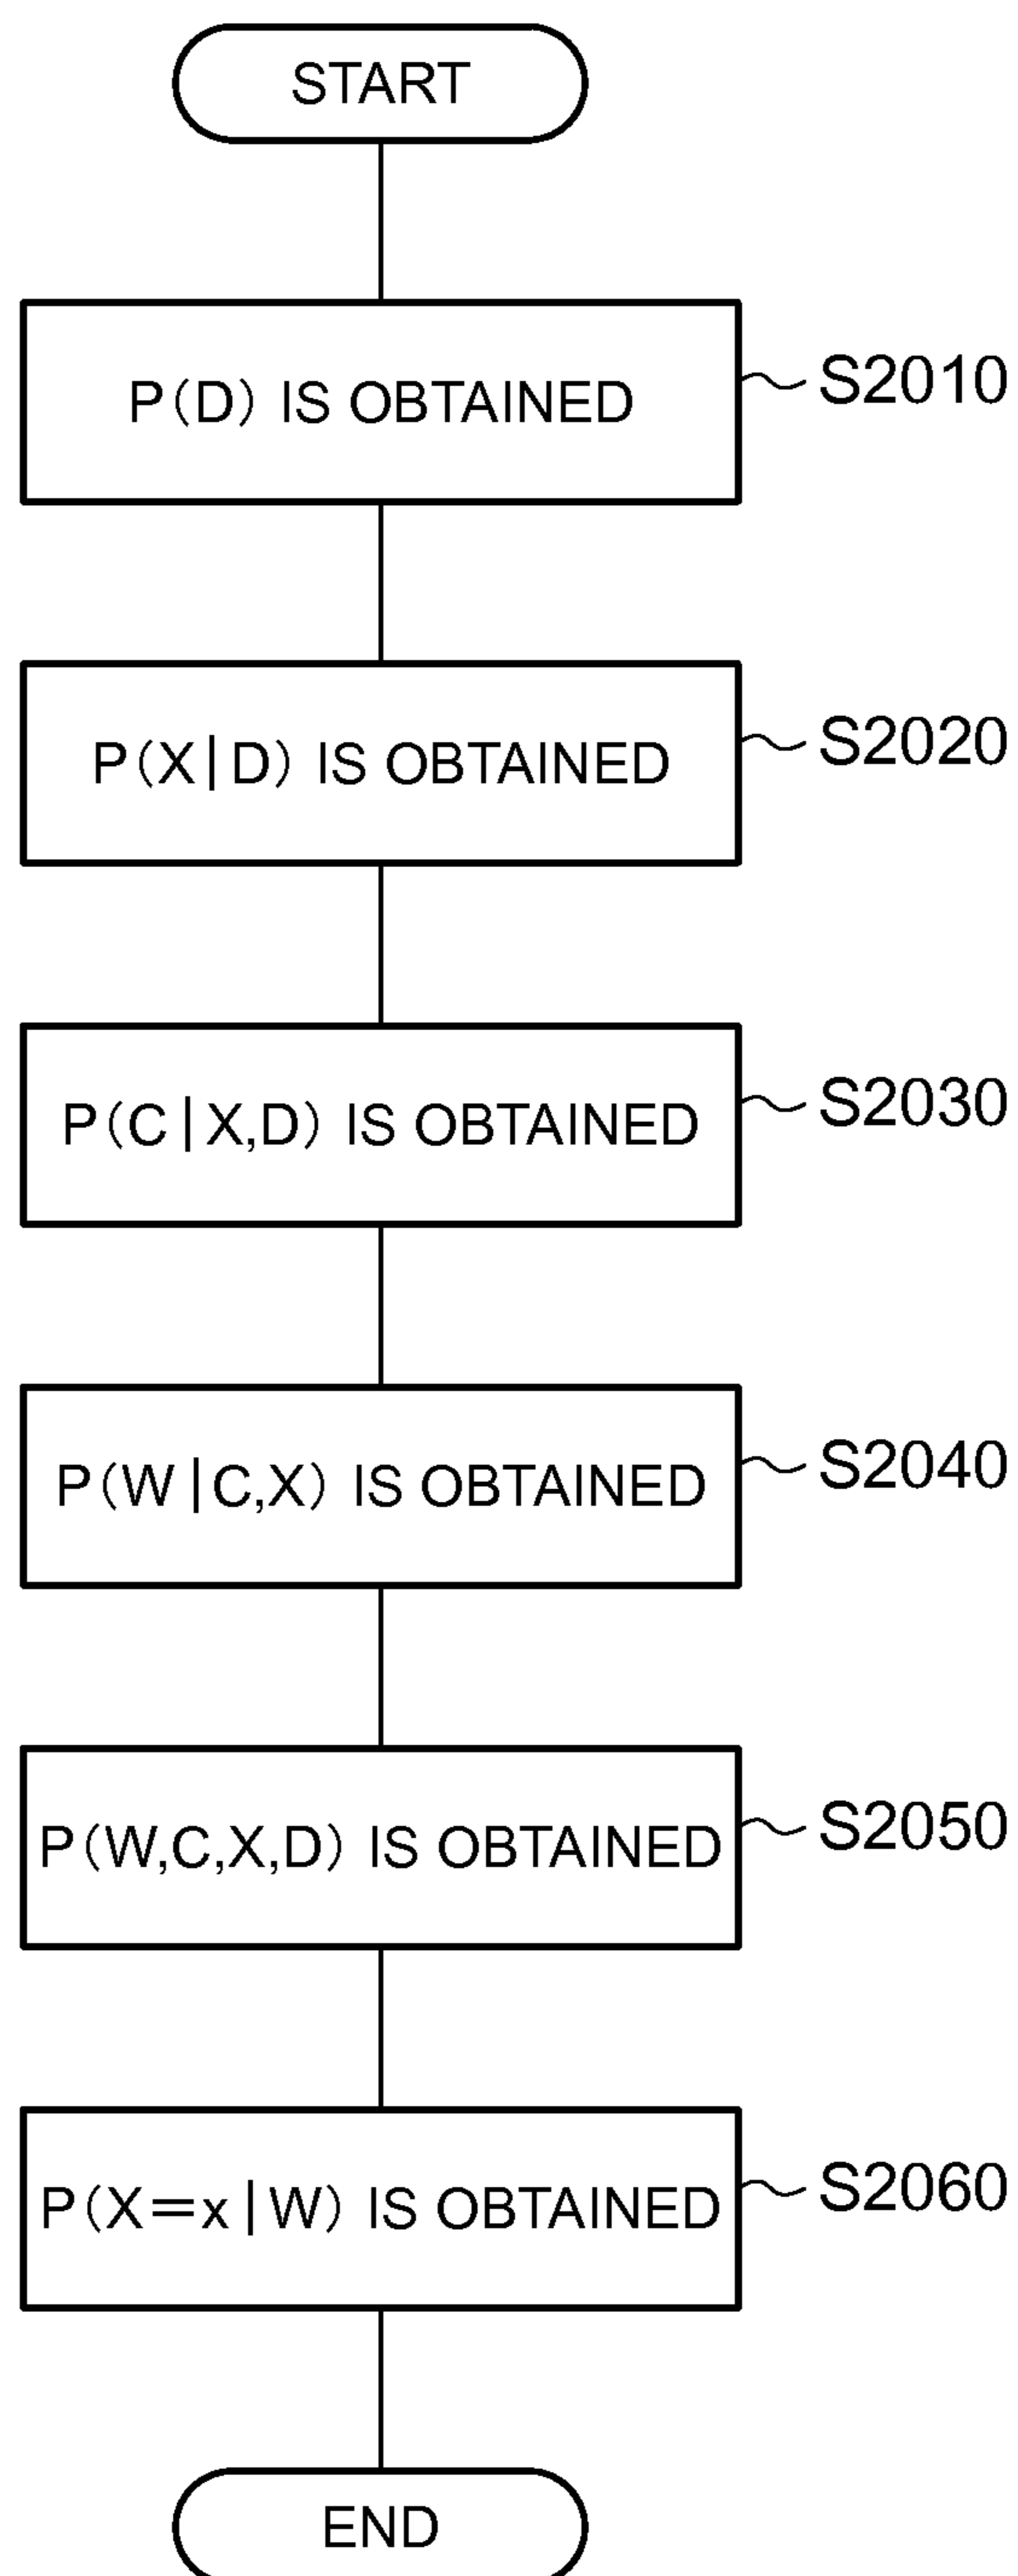 START
P(D) IS OBTAINED
S2010
P(X|D) IS OBTAINED
S2020
P(C|X,D) IS OBTAINED
S2030
P(W|C,X) IS OBTAINED
S2040
P(W,C,X,D) IS OBTAINED
S2050
P(X=x|W) IS OBTAINED
S2060
END